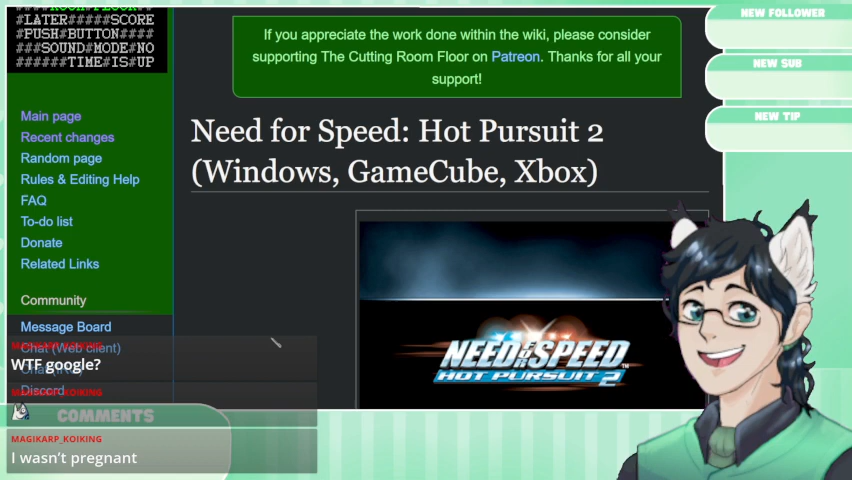 #LATER#####SCORE
#PUSH#BUTTON####
###SOUND#MODE#NO
######TIME#IS#UP
Main page
Recent changes
Random page
Rules & Editing Help
FAQ
To-do list
Donate
Related Links
Community
Message Board
Chat (Web client)
Discord
If you appreciate the work done within the wiki, please consider
supporting The Cutting Room Floor on Patreon. Thanks for all your
support!
Need for Speed: Hot Pursuit 2
(Windows, GameCube, Xbox)
NEED FOR SPEED™
HOT PURSUIT 2
MAGIKARP_KOIKING
WTF google?
MAGIKARP_KOIKING
COMMENTS
MAGIKARP_KOIKING
I wasn't pregnant
NEW FOLLOWER
NEW SUB
NEW TIP